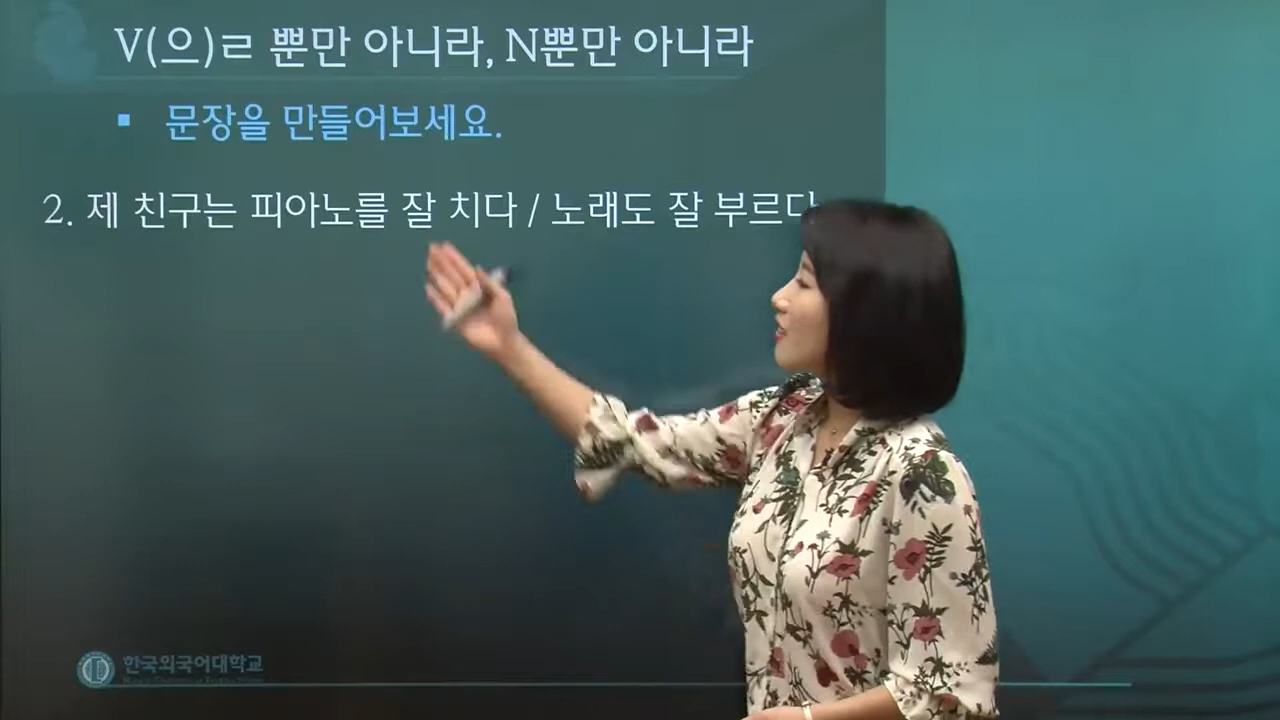 V(으)ㄹ 뿐만 아니라, N뿐만 아니라
▪ 문장을 만들어보세요.
2. 제 친구는 피아노를 잘 치다 / 노래도 잘 부르다
한국외국어대학교